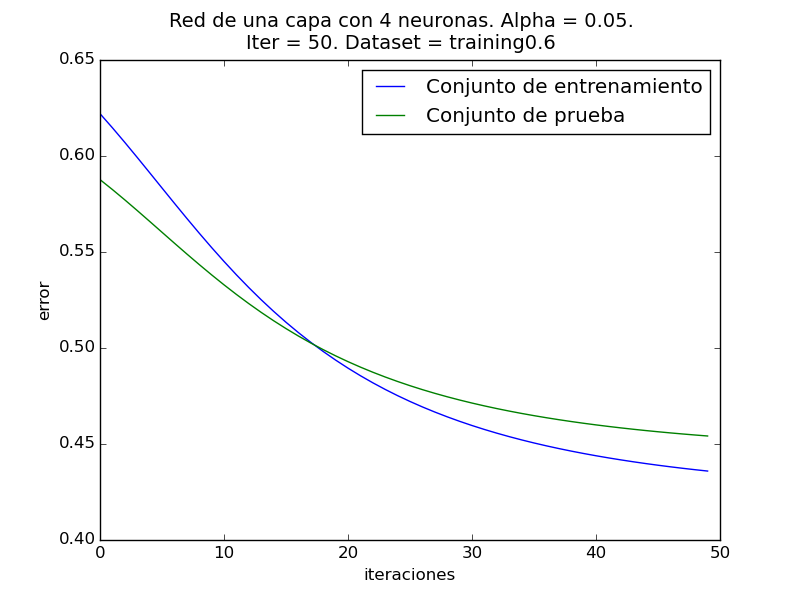 Red de una capa con 4 neuronas. Alpha = 0.05.
Iter = 50. Dataset = training0.6
Conjunto de entrenamiento
Conjunto de prueba
0.65
0.60
0.55
0.50
0.45
0.40
error
0 10 20 30 40 50
iteraciones